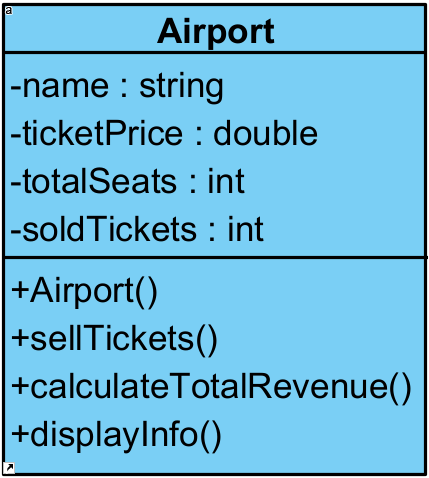 a
Airport
-name : string
-ticketPrice : double
-totalSeats : int
-soldTickets : int
+Airport()
+sellTickets()
+calculateTotalRevenue()
+displayInfo()